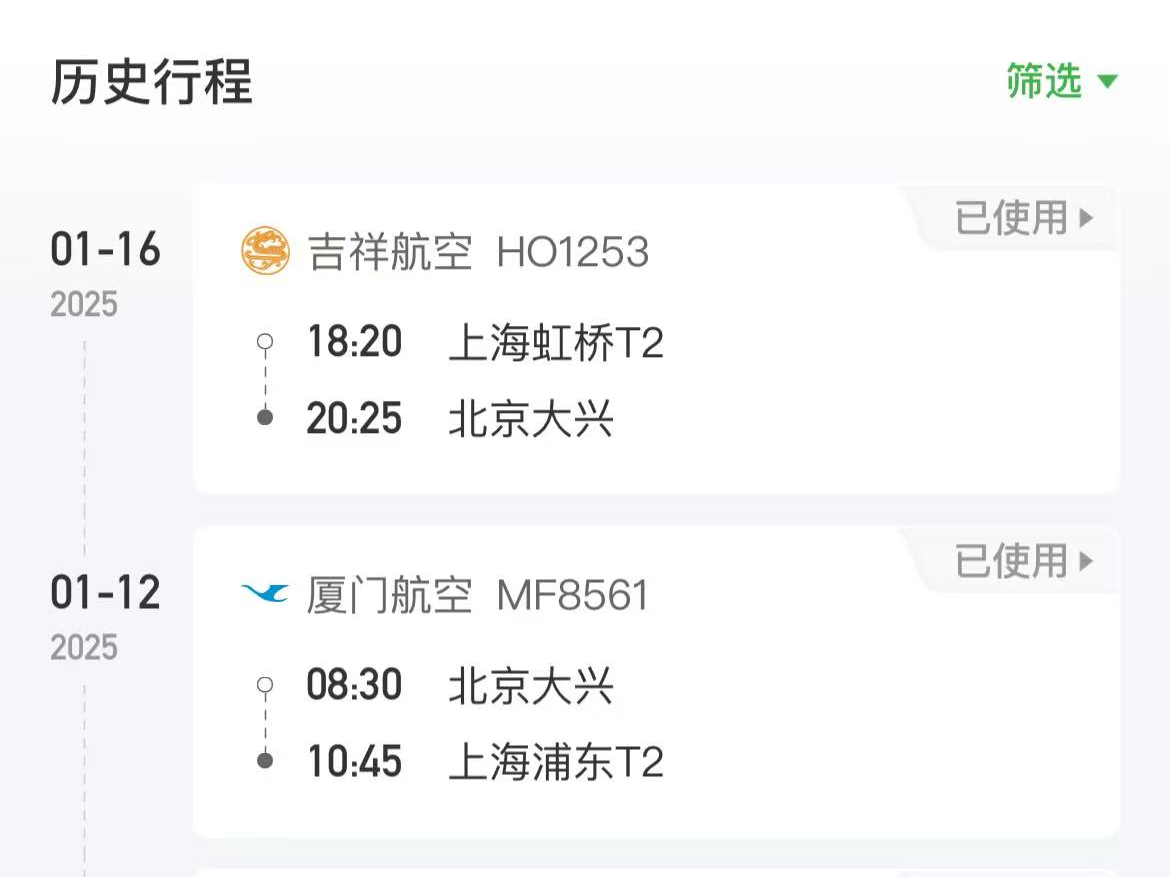 历史行程
筛选
01-16
2025
吉祥航空 HO1253
已使用
18:20 上海虹桥T2
20:25 北京大兴
01-12
2025
厦门航空 MF8561
已使用
08:30 北京大兴
10:45 上海浦东T2